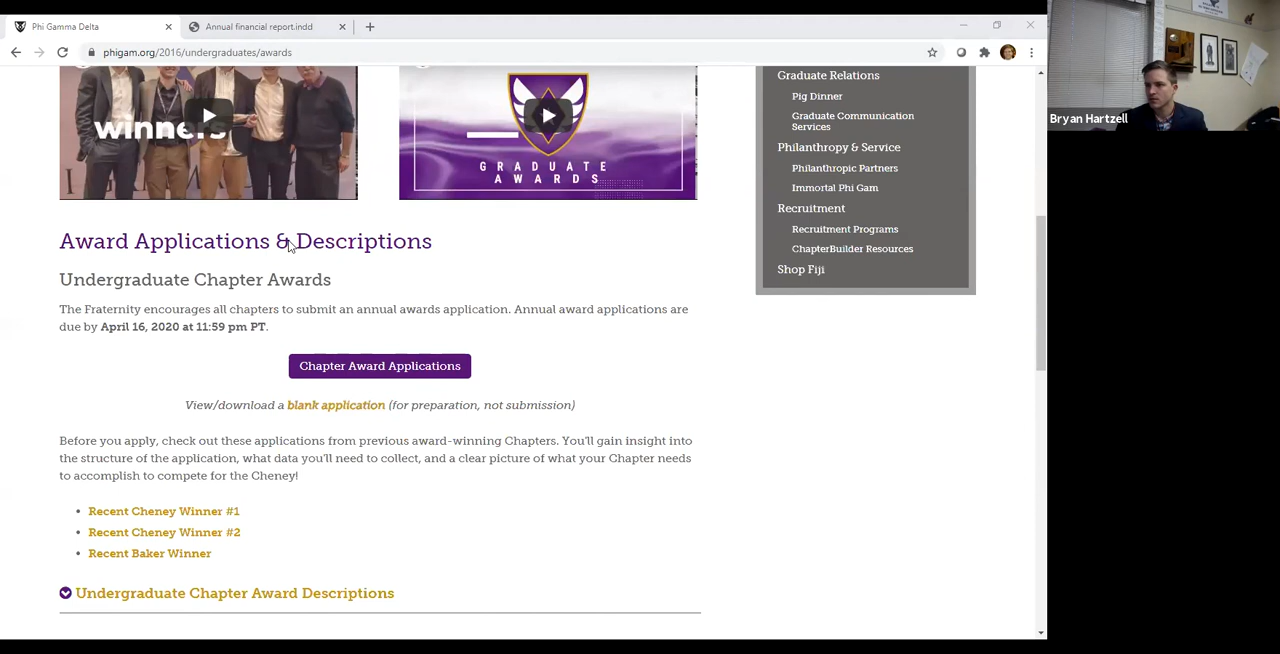 Phi Gamma Delta
Annual financial report.indd
phigam.org/2016/undergraduates/awards
winners
GRADUATE
AWARDS
Award Applications & Descriptions
Undergraduate Chapter Awards
The Fraternity encourages all chapters to submit an annual awards application. Annual award applications are
due by April 16, 2020 at 11:59 pm PT.
Chapter Award Applications
View/download a blank application (for preparation, not submission)
Before you apply, check out these applications from previous award-winning Chapters. You'll gain insight into
the structure of the application, what data you'll need to collect, and a clear picture of what your Chapter needs
to accomplish to compete for the Cheney!
• Recent Cheney Winner #1
• Recent Cheney Winner #2
• Recent Baker Winner
Undergraduate Chapter Award Descriptions
Graduate Relations
Pig Dinner
Graduate Communication
Services
Philanthropy & Service
Philanthropic Partners
Immortal Phi Gam
Recruitment
Recruitment Programs
ChapterBuilder Resources
Shop Fiji
Bryan Hartzell